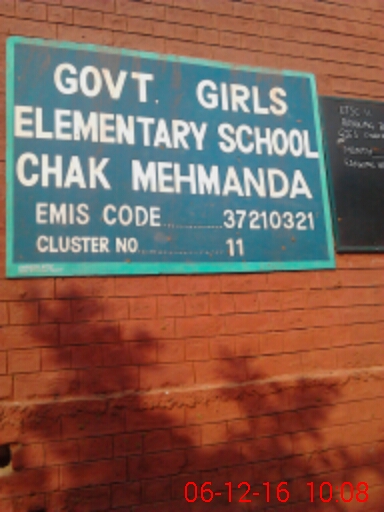 GOVT. GIRLS
ELEMENTARY SCHOOL
CHAK MEHMANDA
EMIS CODE..............37210321
CLUSTER NO....................11
06-12-16 10:08